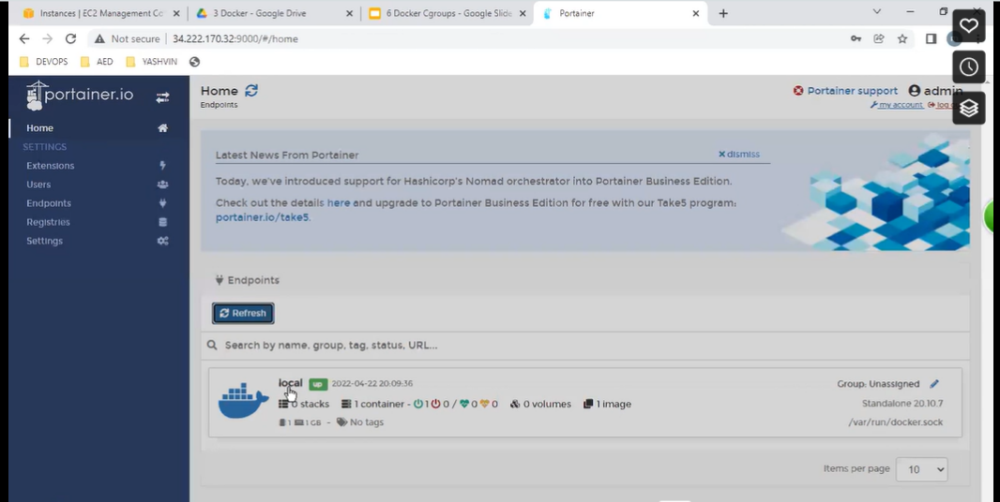 Instances | EC2 Management Co
3 Docker - Google Drive
6 Docker Cgroups - Google Slide
Portainer
Not secure
34.222.170.32:9000/#/home
DEVOPS
AED
YASHVIN
portainer.io
Home
SETTINGS
Extensions
Users
Endpoints
Registries
Settings
Home
Endpoints
Portainer support
admin
my account
log
Latest News From Portainer
dismiss
Today, we've introduced support for Hashicorp's Nomad orchestrator into Portainer Business Edition.
Check out the details here and upgrade to Portainer Business Edition for free with our Take5 program:
portainer.io/take5.
Endpoints
Refresh
Search by name, group, tag, status, URL...
local up 2022-04-22 20:09:36
Group: Unassigned
0 stacks 1 container - 1 0 / 0 0 0 volumes 1 image
Standalone 20.10.7
1 1 GB - No tags
/var/run/docker.sock
Items per page 10